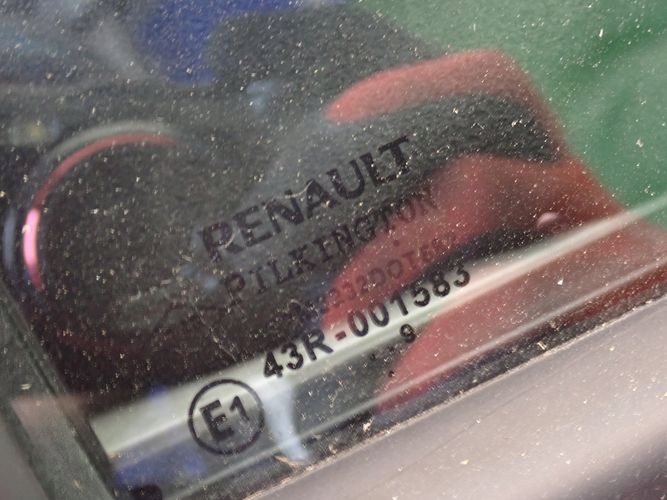 RENAULT
PILKINGTON
43R-001583
..9
.
E1